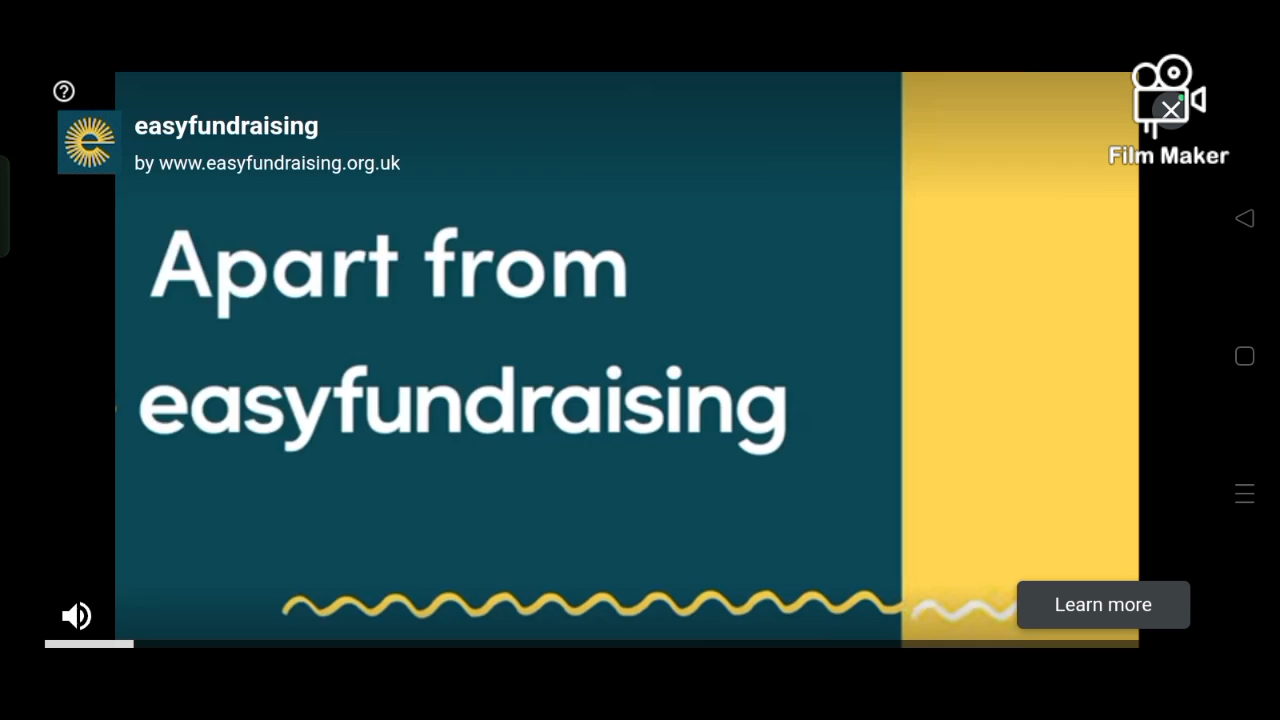 easyfundraising
by www.easyfundraising.org.uk
Film Maker
Apart from
easyfundraising
Learn more